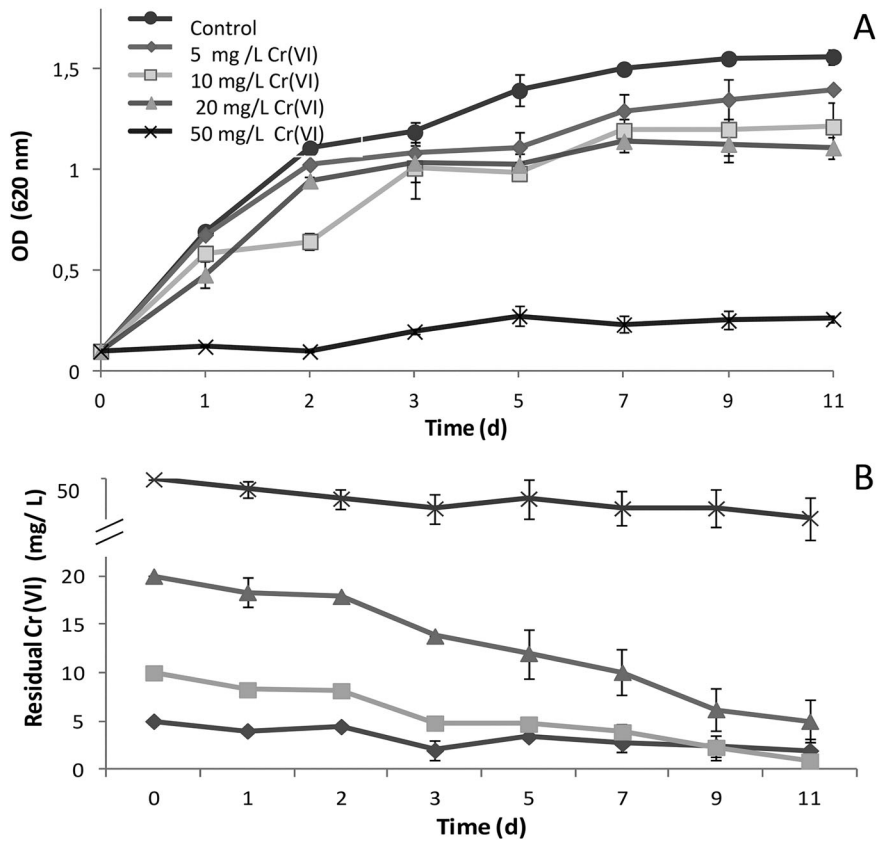 A
Control
5 mg /L Cr(VI)
10 mg/L Cr(VI)
20 mg/L Cr(VI)
50 mg/L Cr(VI)
OD (620 nm)
1,5
1
0,5
0
0 1 2 3 5 7 9 11
Time (d)
B
Residual Cr(VI) (mg/ L)
50
20
15
10
5
0
0 1 2 3 5 7 9 11
Time (d)